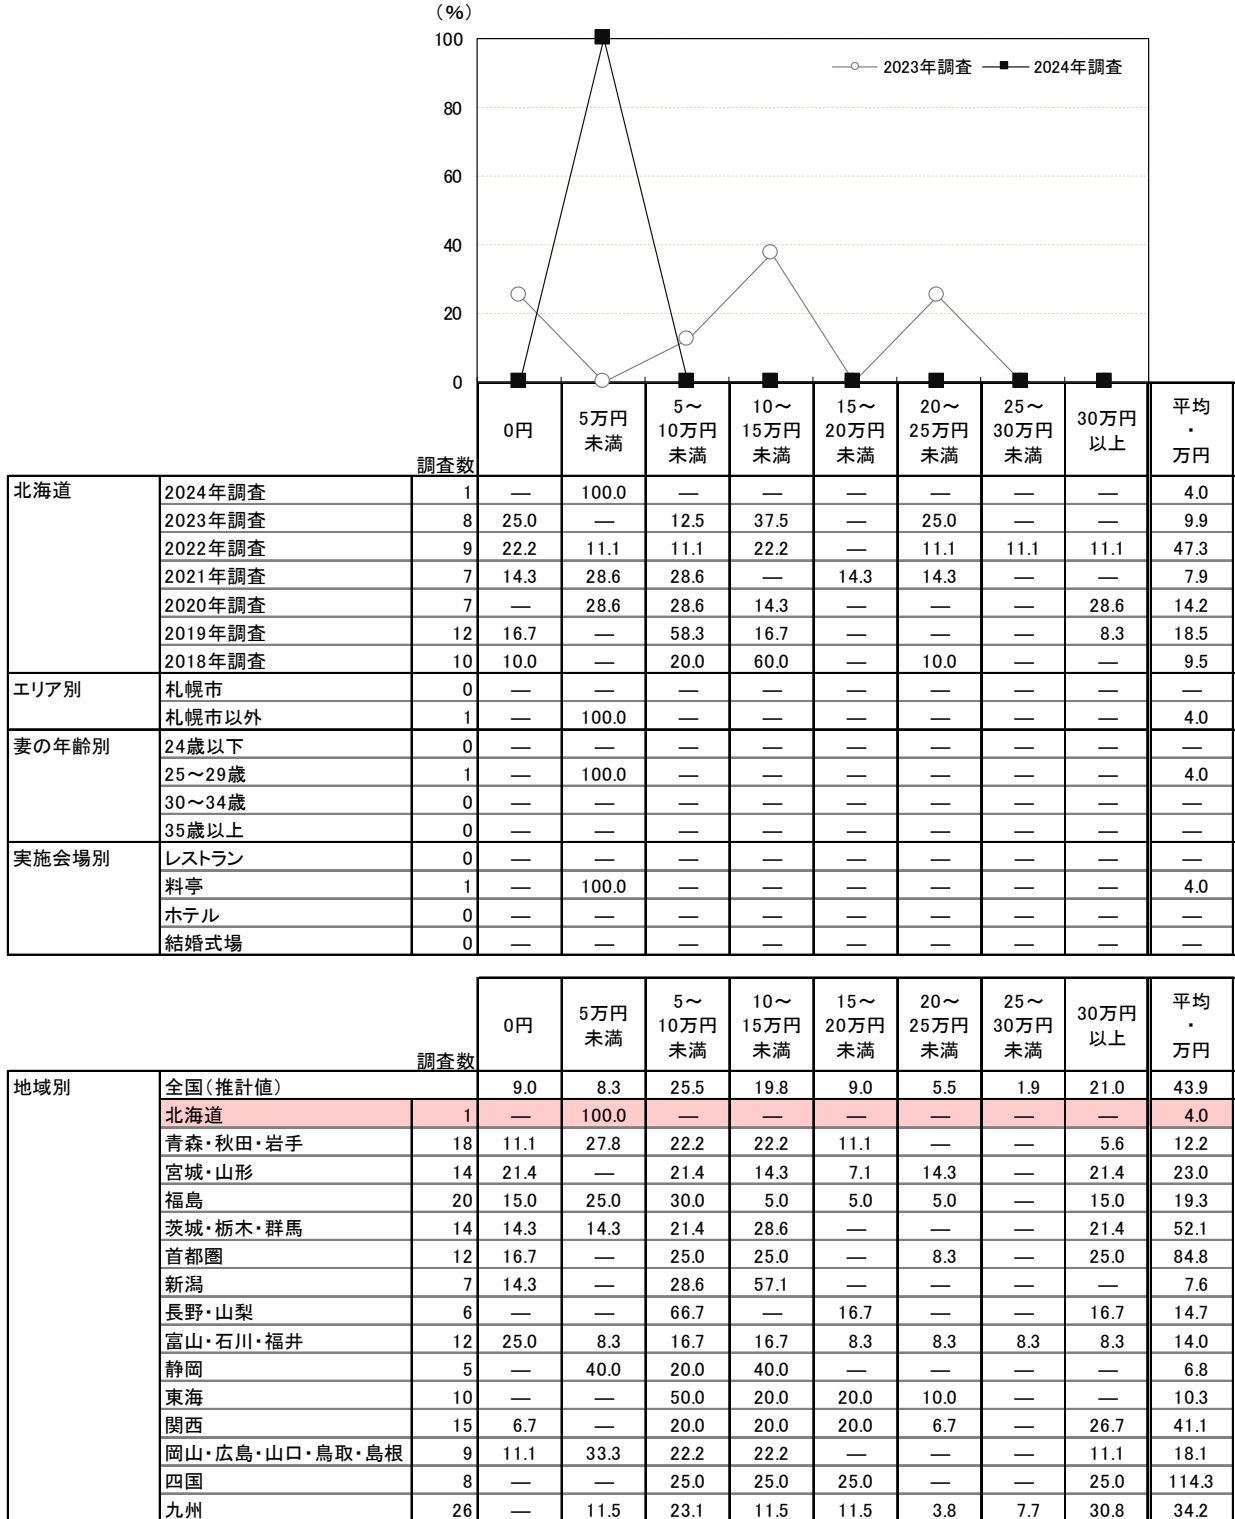 (%)
100
2023年調査 2024年調査
80
60
40
20
0
調査数 0円 5万円未満 5～10万円未満 10～15万円未満 15～20万円未満 20～25万円未満 25～30万円未満 30万円以上 平均・万円
北海道 2024年調査 1 — 100.0 — — — — — — 4.0
2023年調査 8 25.0 — 12.5 37.5 — 25.0 — — 9.9
2022年調査 9 22.2 11.1 11.1 22.2 — 11.1 11.1 11.1 47.3
2021年調査 7 14.3 28.6 28.6 — 14.3 14.3 — — 7.9
2020年調査 7 — 28.6 28.6 14.3 — — — 28.6 14.2
2019年調査 12 16.7 — 58.3 16.7 — — — 8.3 18.5
2018年調査 10 10.0 — 20.0 60.0 — 10.0 — — 9.5
エリア別 札幌市 0 — — — — — — — — —
札幌市以外 1 — 100.0 — — — — — — 4.0
妻の年齢別 24歳以下 0 — — — — — — — — —
25～29歳 1 — 100.0 — — — — — — 4.0
30～34歳 0 — — — — — — — — —
35歳以上 0 — — — — — — — — —
実施会場別 レストラン 0 — — — — — — — — —
料亭 1 — 100.0 — — — — — — 4.0
ホテル 0 — — — — — — — — —
結婚式場 0 — — — — — — — — —
調査数 0円 5万円未満 5～10万円未満 10～15万円未満 15～20万円未満 20～25万円未満 25～30万円未満 30万円以上 平均・万円
地域別 全国(推計値) 9.0 8.3 25.5 19.8 9.0 5.5 1.9 21.0 43.9
北海道 1 — 100.0 — — — — — — 4.0
青森・秋田・岩手 18 11.1 27.8 22.2 22.2 11.1 — — 5.6 12.2
宮城・山形 14 21.4 — 21.4 14.3 7.1 14.3 — 21.4 23.0
福島 20 15.0 25.0 30.0 5.0 5.0 5.0 — 15.0 19.3
茨城・栃木・群馬 14 14.3 14.3 21.4 28.6 — — — 21.4 52.1
首都圏 12 16.7 — 25.0 25.0 — 8.3 — 25.0 84.8
新潟 7 14.3 — 28.6 57.1 — — — — 7.6
長野・山梨 6 — — 66.7 — 16.7 — — 16.7 14.7
富山・石川・福井 12 25.0 8.3 16.7 16.7 8.3 8.3 8.3 8.3 14.0
静岡 5 — 40.0 20.0 40.0 — — — — 6.8
東海 10 — — 50.0 20.0 20.0 10.0 — — 10.3
関西 15 6.7 — 20.0 20.0 20.0 6.7 — 26.7 41.1
岡山・広島・山口・鳥取・島根 9 11.1 33.3 22.2 22.2 — — — 11.1 18.1
四国 8 — — 25.0 25.0 25.0 — — 25.0 114.3
九州 26 — 11.5 23.1 11.5 11.5 3.8 7.7 30.8 34.2